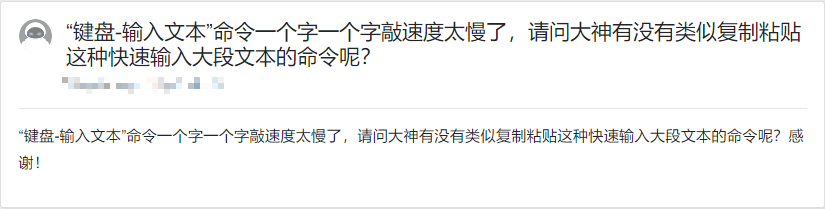 “键盘-输入文本”命令一个字一个字敲速度太慢了，请问大神有没有类似复制粘贴
这种快速输入大段文本的命令呢？
“键盘-输入文本”命令一个字一个字敲速度太慢了，请问大神有没有类似复制粘贴这种快速输入大段文本的命令呢？感
谢！